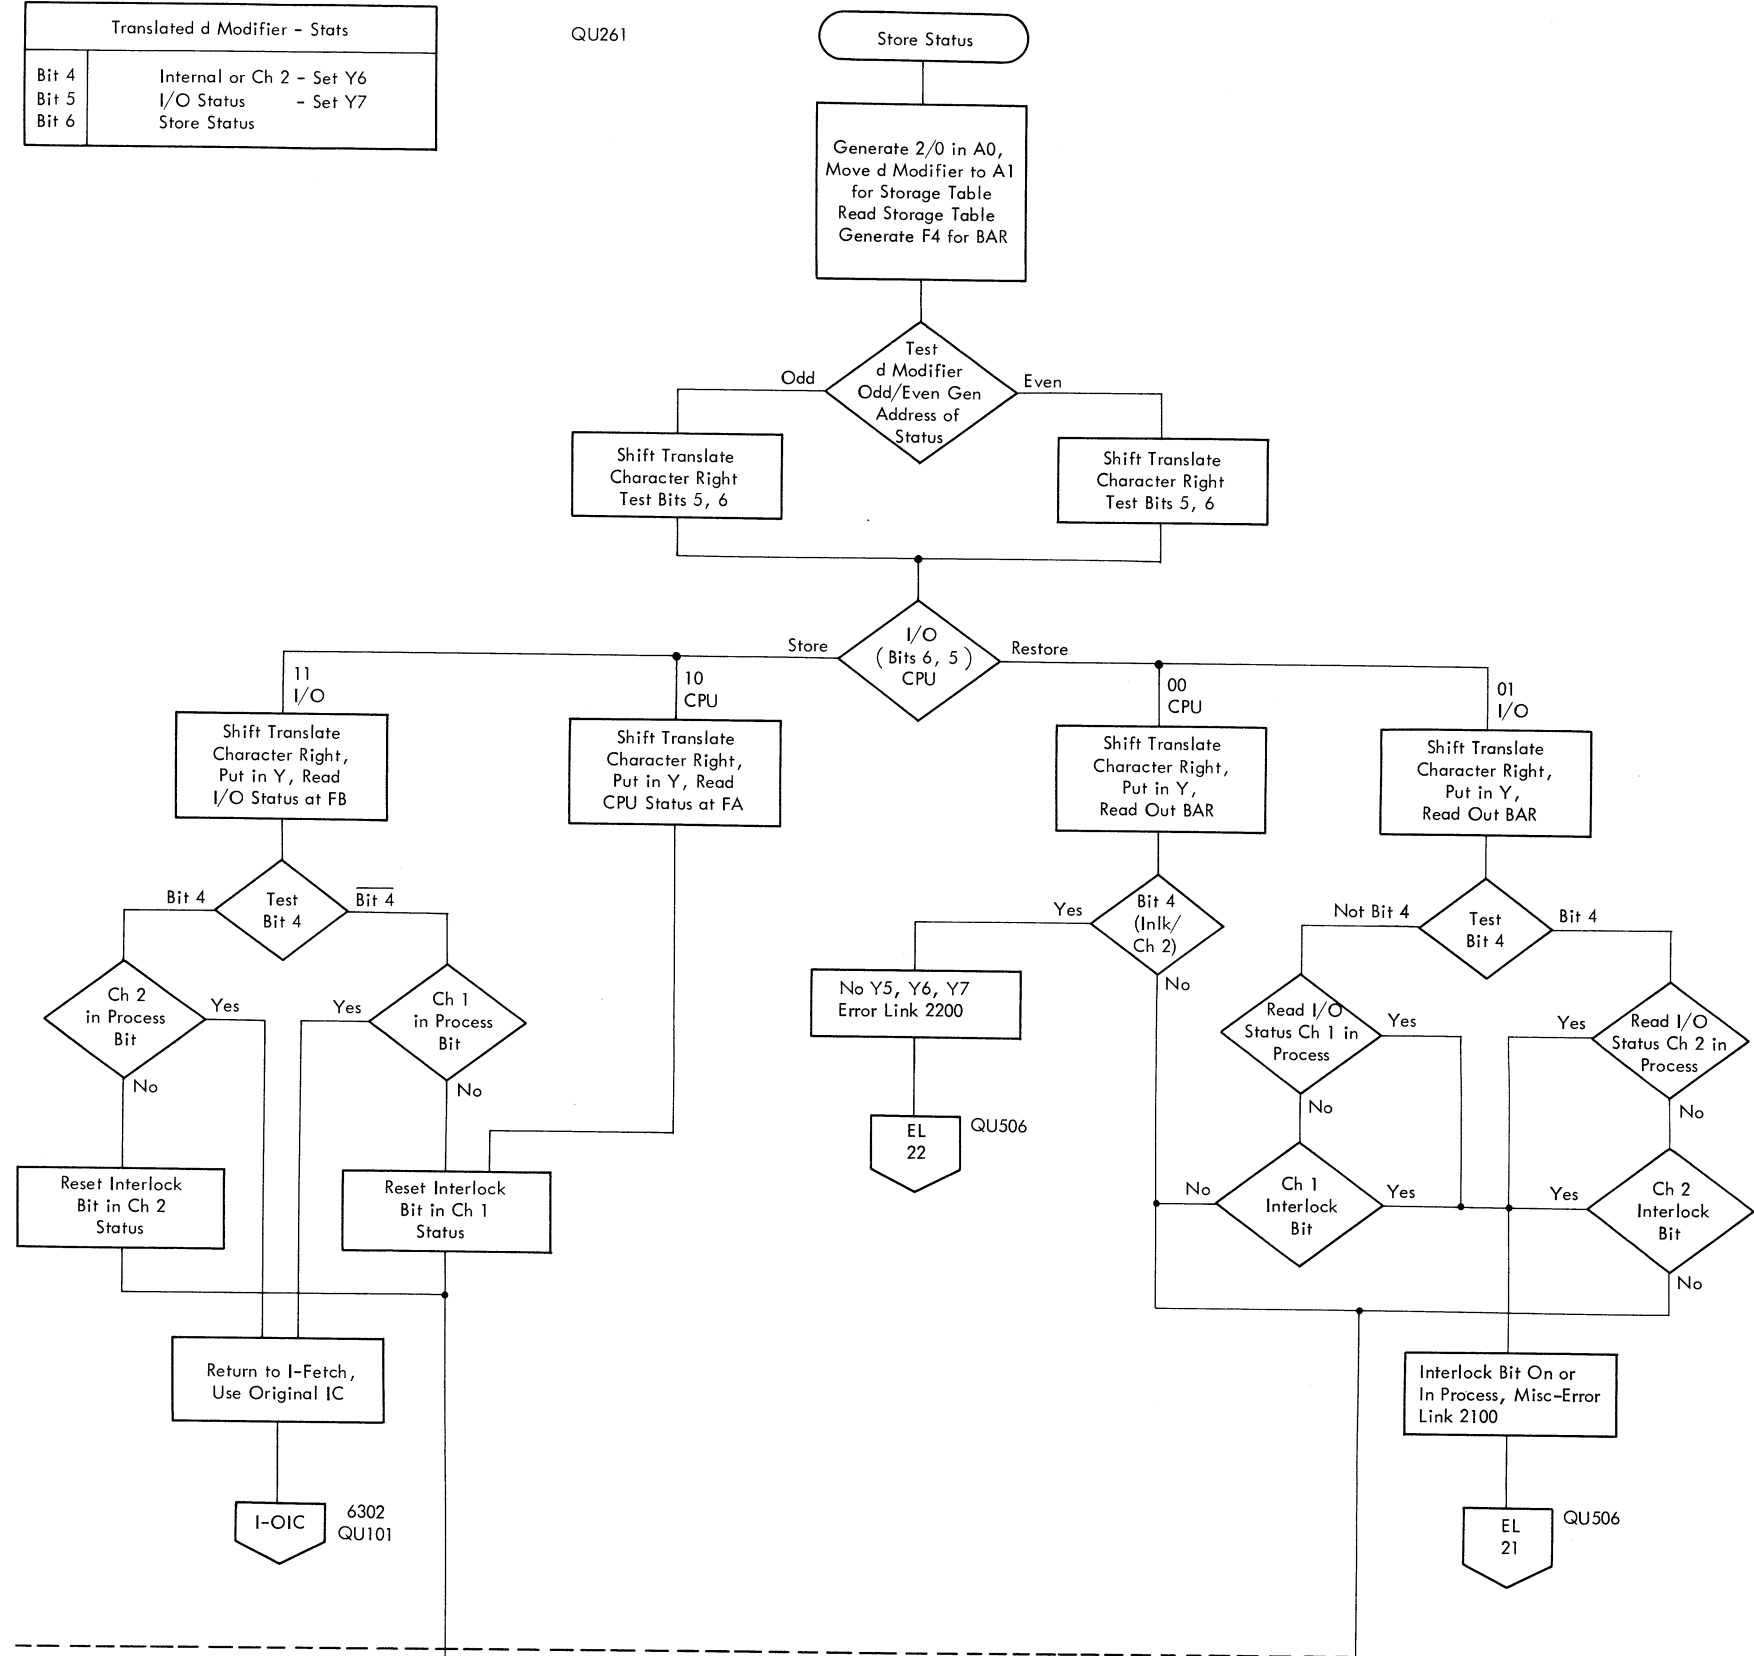 Translated d Modifier - Stats
Bit 4 Internal or Ch 2 - Set Y6
Bit 5 I/O Status - Set Y7
Bit 6 Store Status
QU261
Store Status
Generate 2/0 in A0,
Move d Modifier to A1
for Storage Table
Read Storage Table
Generate F4 for BAR
Test
d Modifier
Odd/Even Gen
Address of
Status
Odd
Even
Shift Translate
Character Right
Test Bits 5, 6
Shift Translate
Character Right
Test Bits 5, 6
I/O
(Bits 6, 5)
CPU
Store
Restore
11
I/O
10
CPU
00
CPU
01
I/O
Shift Translate
Character Right,
Put in Y, Read
I/O Status at FB
Shift Translate
Character Right,
Put in Y, Read
CPU Status at FA
Shift Translate
Character Right,
Put in Y,
Read Out BAR
Shift Translate
Character Right,
Put in Y,
Read Out BAR
Bit 4
Test
Bit 4
Bit 4
Yes
Bit 4
(Inlk/
Ch 2)
No
Not Bit 4
Test
Bit 4
Bit 4
Ch 2
in Process
Bit
Yes
No
Yes
Ch 1
in Process
Bit
No
No Y5, Y6, Y7
Error Link 2200
EL
22
QU506
Read I/O
Status Ch 1 in
Process
Yes
No
Yes
Read I/O
Status Ch 2 in
Process
No
Reset Interlock
Bit in Ch 2
Status
Reset Interlock
Bit in Ch 1
Status
No
Ch 1
Interlock
Bit
Yes
Yes
Ch 2
Interlock
Bit
No
Return to I-Fetch,
Use Original IC
I-OIC
6302
QU101
Interlock Bit On or
In Process, Misc-Error
Link 2100
EL
21
QU506